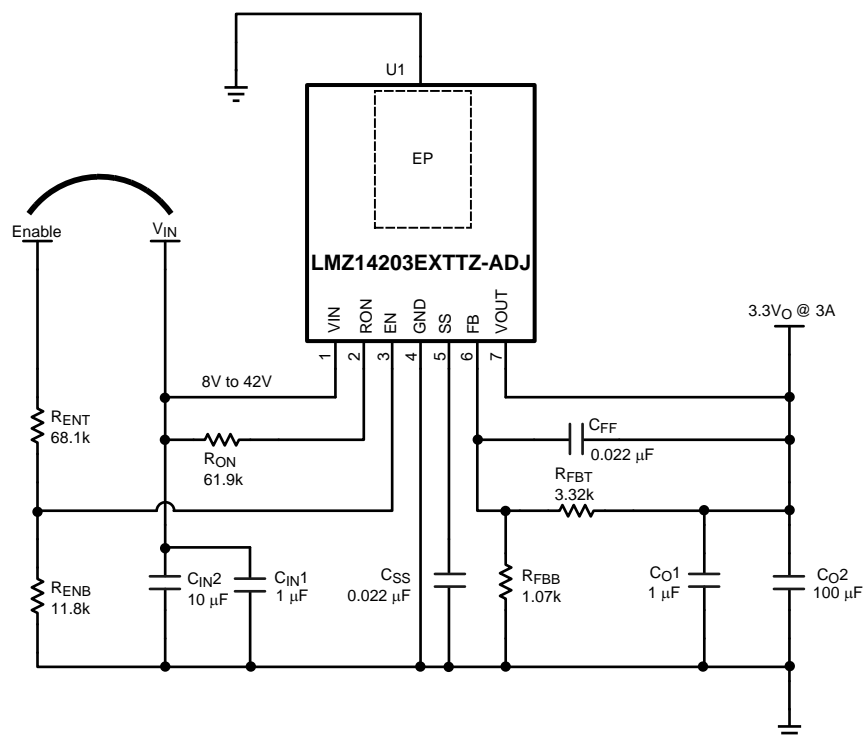 U1
EP
Enable
VIN
LMZ14203EXTTZ-ADJ
VIN
RON
EN
GND
SS
FB
VOUT
3.3VO @ 3A
1
2
3
4
5
6
7
8V to 42V
RENT
68.1k
RON
61.9k
CFF
0.022 μF
RFBT
3.32k
RENB
11.8k
CIN2
10 μF
CIN1
1 μF
CSS
0.022 μF
RFBB
1.07k
CO1
1 μF
CO2
100 μF